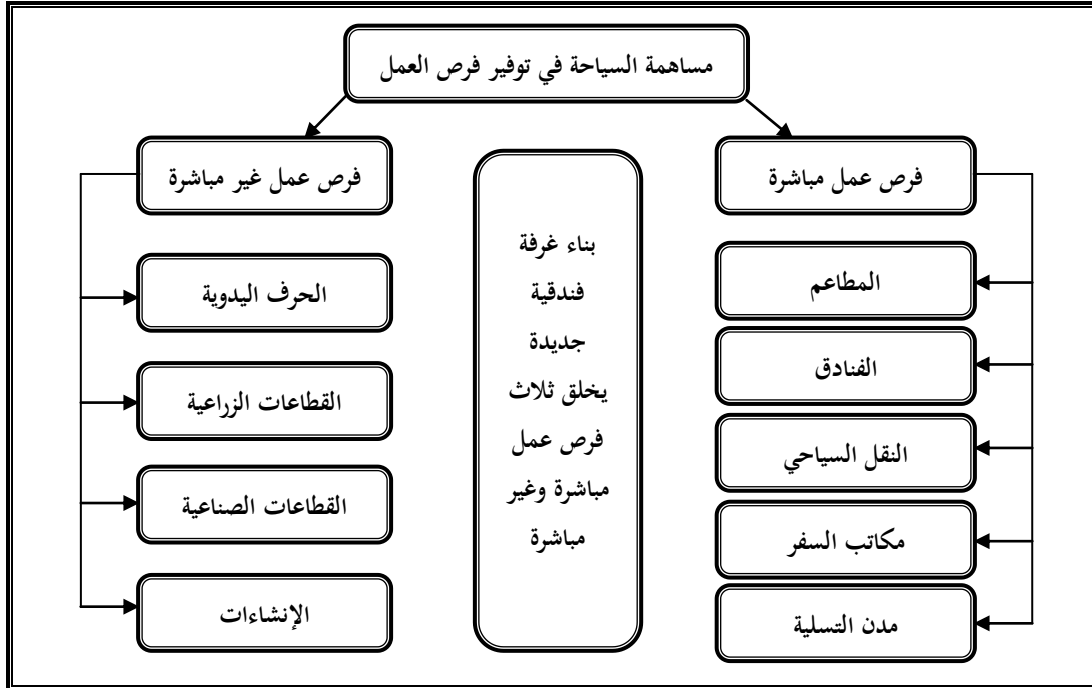 مساهمة السياحة في توفير فرص العمل
فرص عمل مباشرة
المطاعم
الفنادق
النقل السياحي
مكاتب السفر
مدن التسلية
بناء غرفة
فندقية
جديدة
يخلق ثلاث
فرص عمل
مباشرة وغير
مباشرة
فرص عمل غير مباشرة
الحرف اليدوية
القطاعات الزراعية
القطاعات الصناعية
الإنشاءات